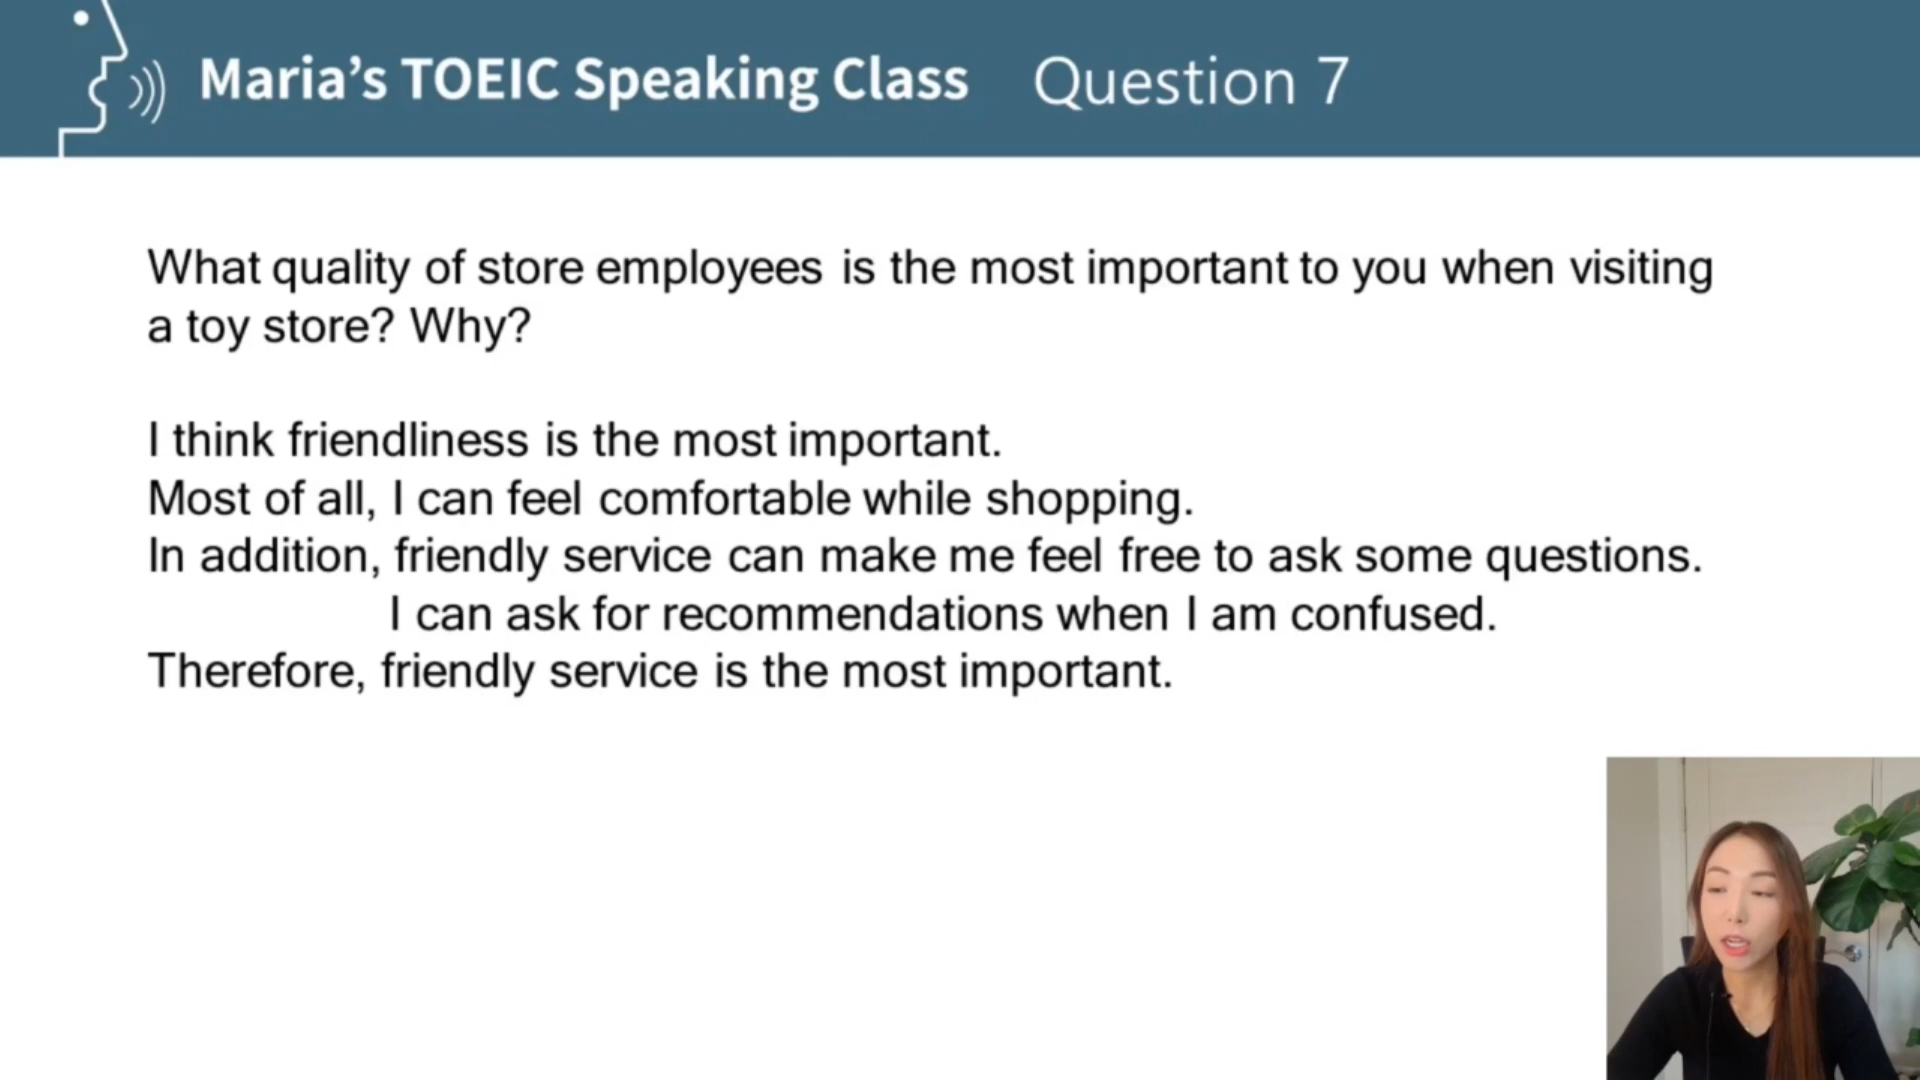 Maria’s TOEIC Speaking Class Question 7
What quality of store employees is the most important to you when visiting
a toy store? Why?
I think friendliness is the most important.
Most of all, I can feel comfortable while shopping.
In addition, friendly service can make me feel free to ask some questions.
I can ask for recommendations when I am confused.
Therefore, friendly service is the most important.